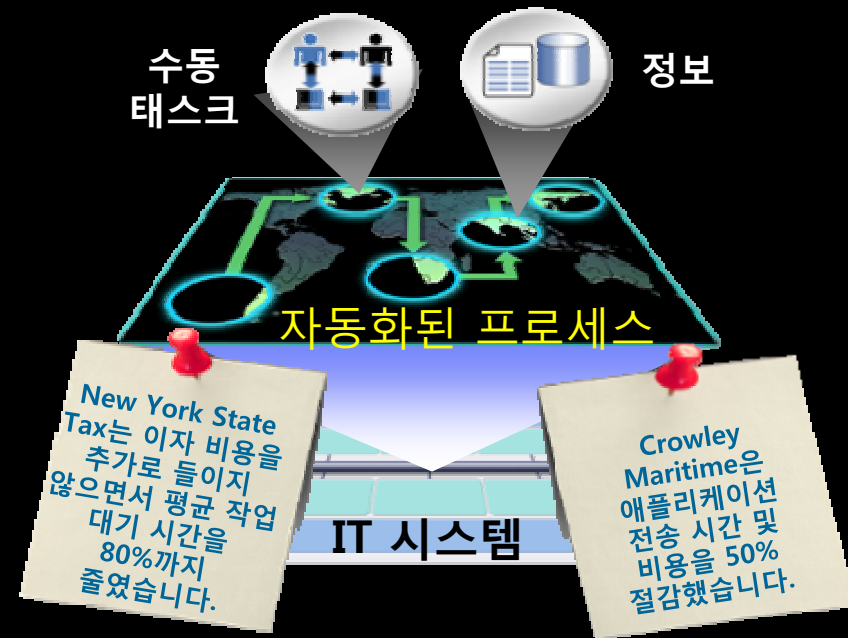 수동
태스크
정보
자동화된 프로세스
New York State
Tax는 이자 비용을
추가로 들이지
않으면서 평균 작업
대기 시간을
80%까지
줄였습니다.
Crowley
Maritime은
애플리케이션
전송 시간 및
비용을 50%
절감했습니다.
IT 시스템